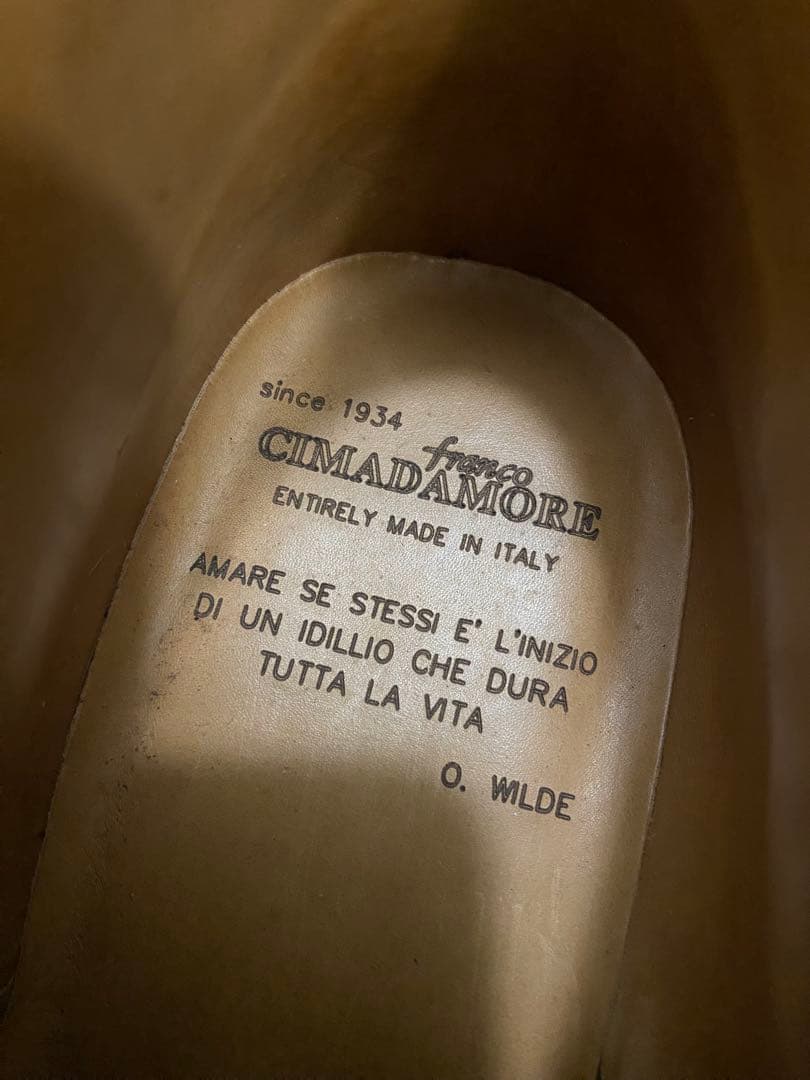 since 1934
franco
CIMADAMORE
ENTIRELY MADE IN ITALY
AMARE SE STESSI E' L'INIZIO
DI UN IDILLIO CHE DURA
TUTTA LA VITA
O. WILDE